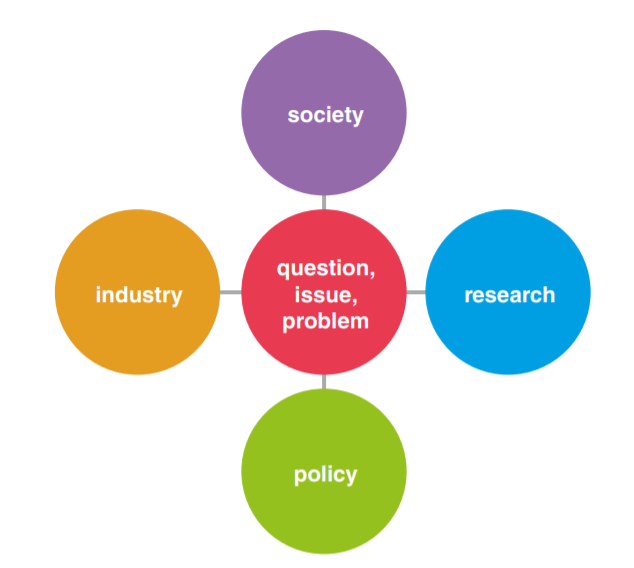 society
industry
question,
issue,
problem
research
policy